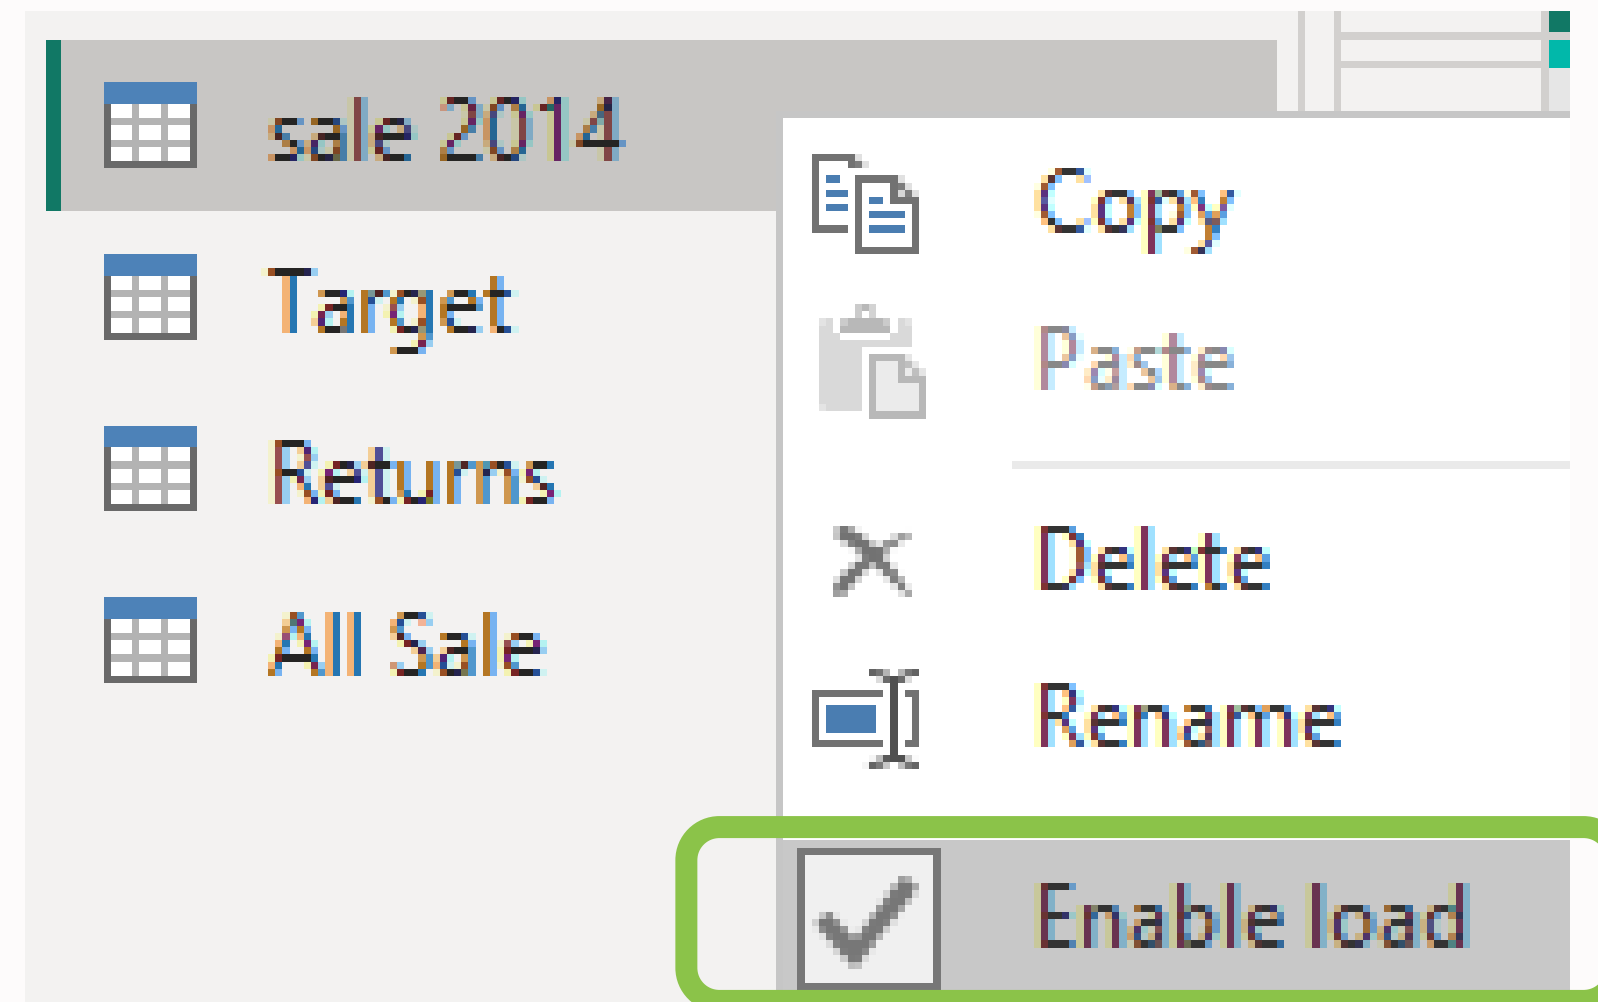 sale 2014
Target
Returns
All Sale
Copy
Paste
Delete
Rename
Enable load